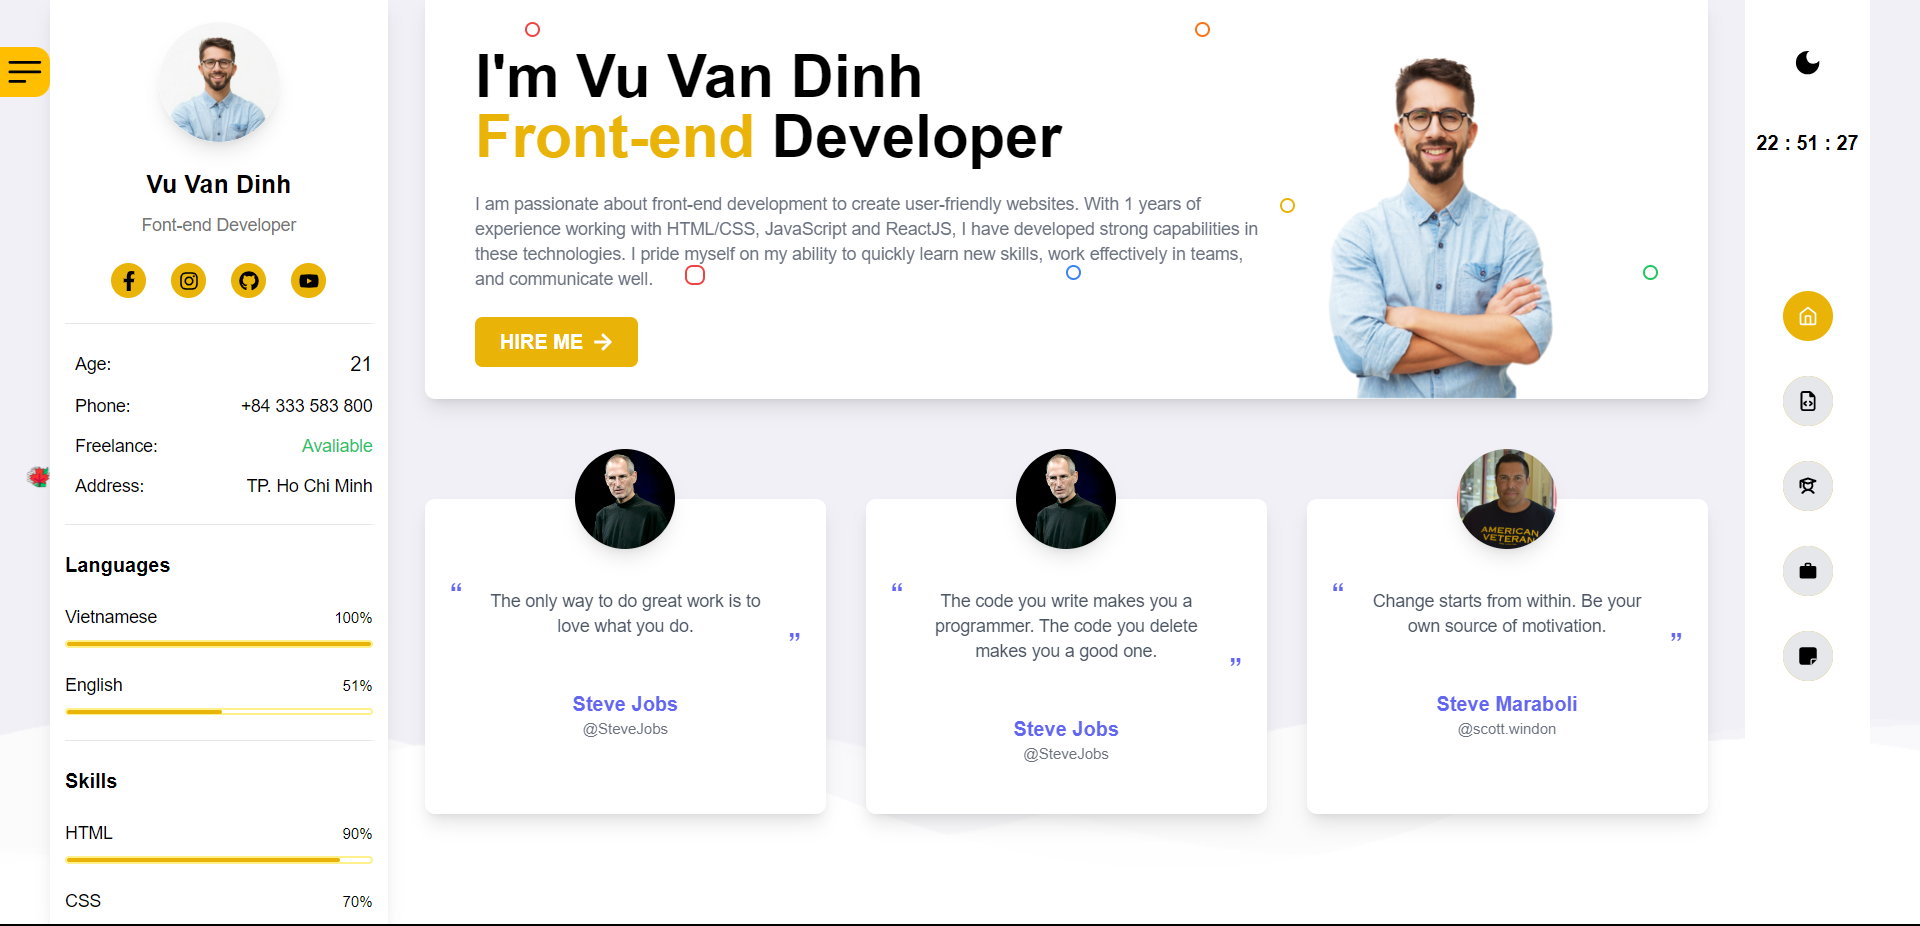 Vu Van Dinh
Font-end Developer
Age: 21
Phone: +84 333 583 800
Freelance: Avaliable
Address: TP. Ho Chi Minh
Languages
Vietnamese 100%
English 51%
Skills
HTML 90%
CSS 70%
I'm Vu Van Dinh
Front-end Developer
I am passionate about front-end development to create user-friendly websites. With 1 years of
experience working with HTML/CSS, JavaScript and ReactJS, I have developed strong capabilities in
these technologies. I pride myself on my ability to quickly learn new skills, work effectively in teams,
and communicate well.
HIRE ME
“ The only way to do great work is to
love what you do. ”
Steve Jobs
@SteveJobs
“ The code you write makes you a
programmer. The code you delete
makes you a good one. ”
Steve Jobs
@SteveJobs
AMERICAN
VETERAN
“ Change starts from within. Be your
own source of motivation. ”
Steve Maraboli
@scott.windon
22 : 51 : 27